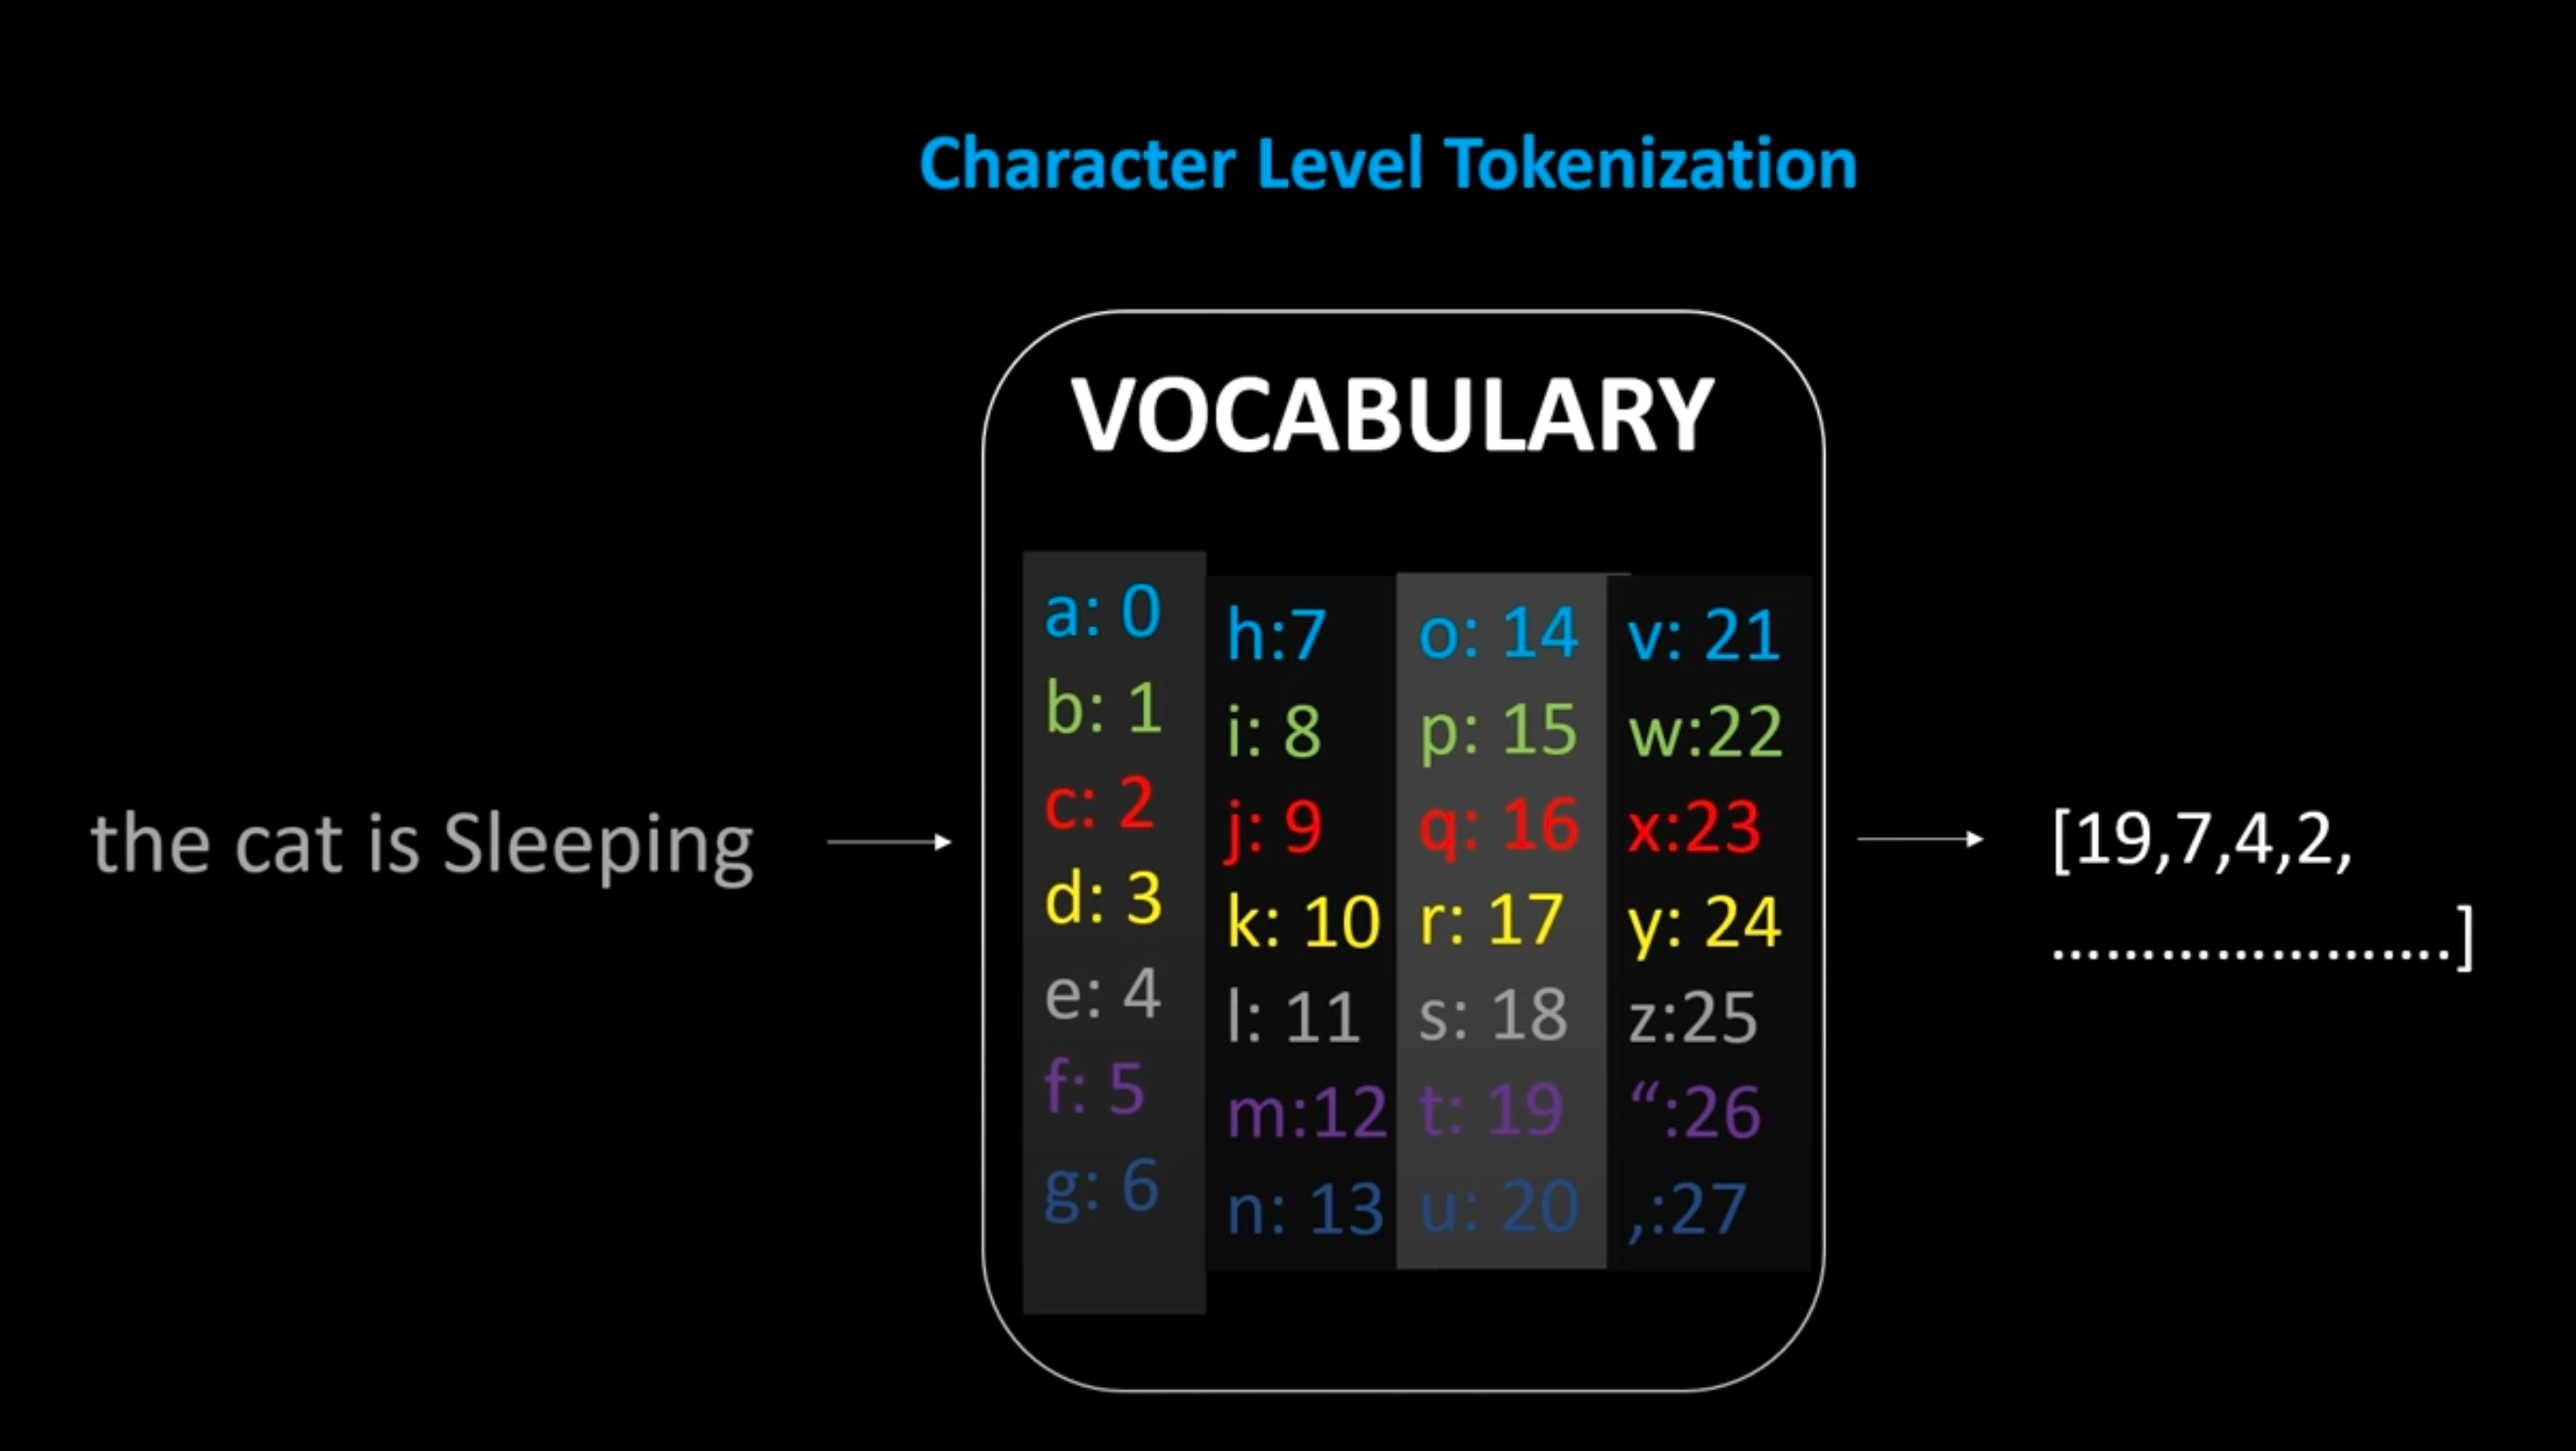 Character Level Tokenization
VOCABULARY
the cat is Sleeping
a: 0
b: 1
c: 2
d: 3
e: 4
f: 5
g: 6
h:7
i: 8
j: 9
k: 10
l: 11
m:12
n: 13
o: 14
p: 15
q: 16
r: 17
s: 18
t: 19
u: 20
v: 21
w:22
x:23
y: 24
z:25
“:26
,:27
[19,7,4,2,
......................]